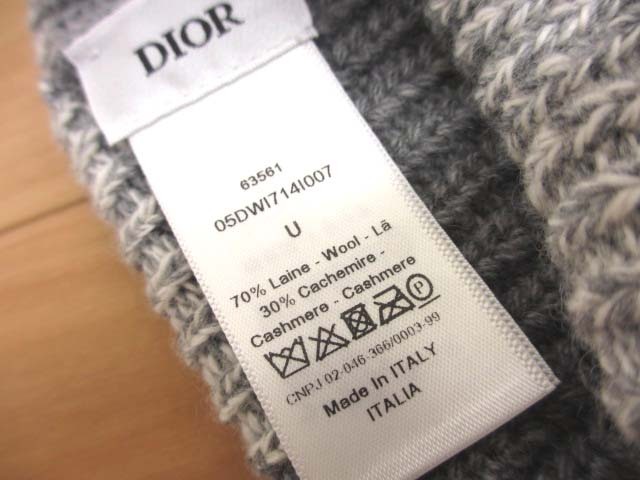 DIOR
63561
05DWI714I007
U
70% Laine - Wool - Lã
30% Cachemire -
Cashmere - Cashmere
P
CNPJ 02-046-366/0003-99
Made In ITALY
ITALIA